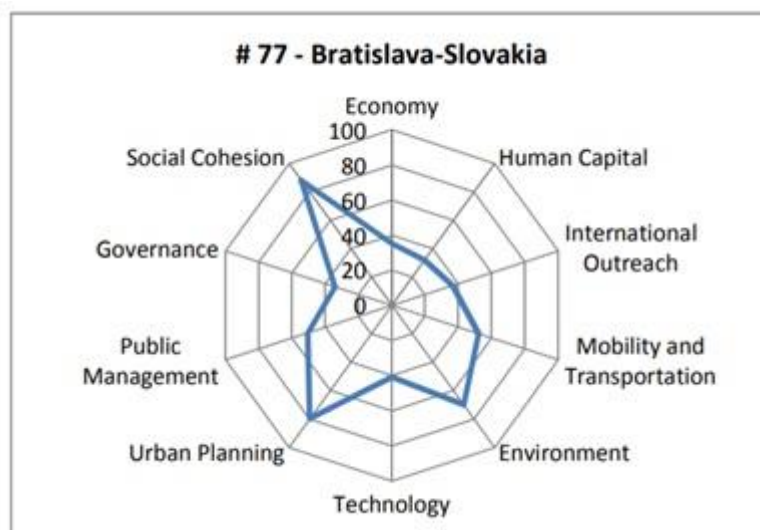 # 77 - Bratislava-Slovakia
Economy
100
80
60
40
20
0
Human Capital
International
Outreach
Mobility and
Transportation
Environment
Technology
Urban Planning
Public
Management
Governance
Social Cohesion